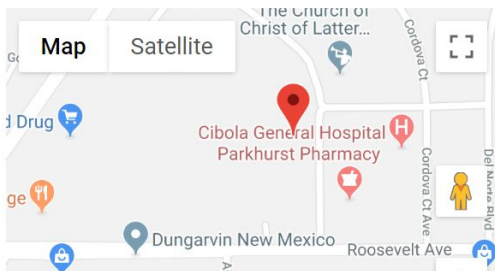 The Church of
Christ of Latter...
Map
Satellite
Cordova Ct
d Drug
Cibola General Hospital
H
Parkhurst Pharmacy
Cordova Ct Ave
Del Norte Blvd
ge
Dungarvin New Mexico
Roosevelt Ave